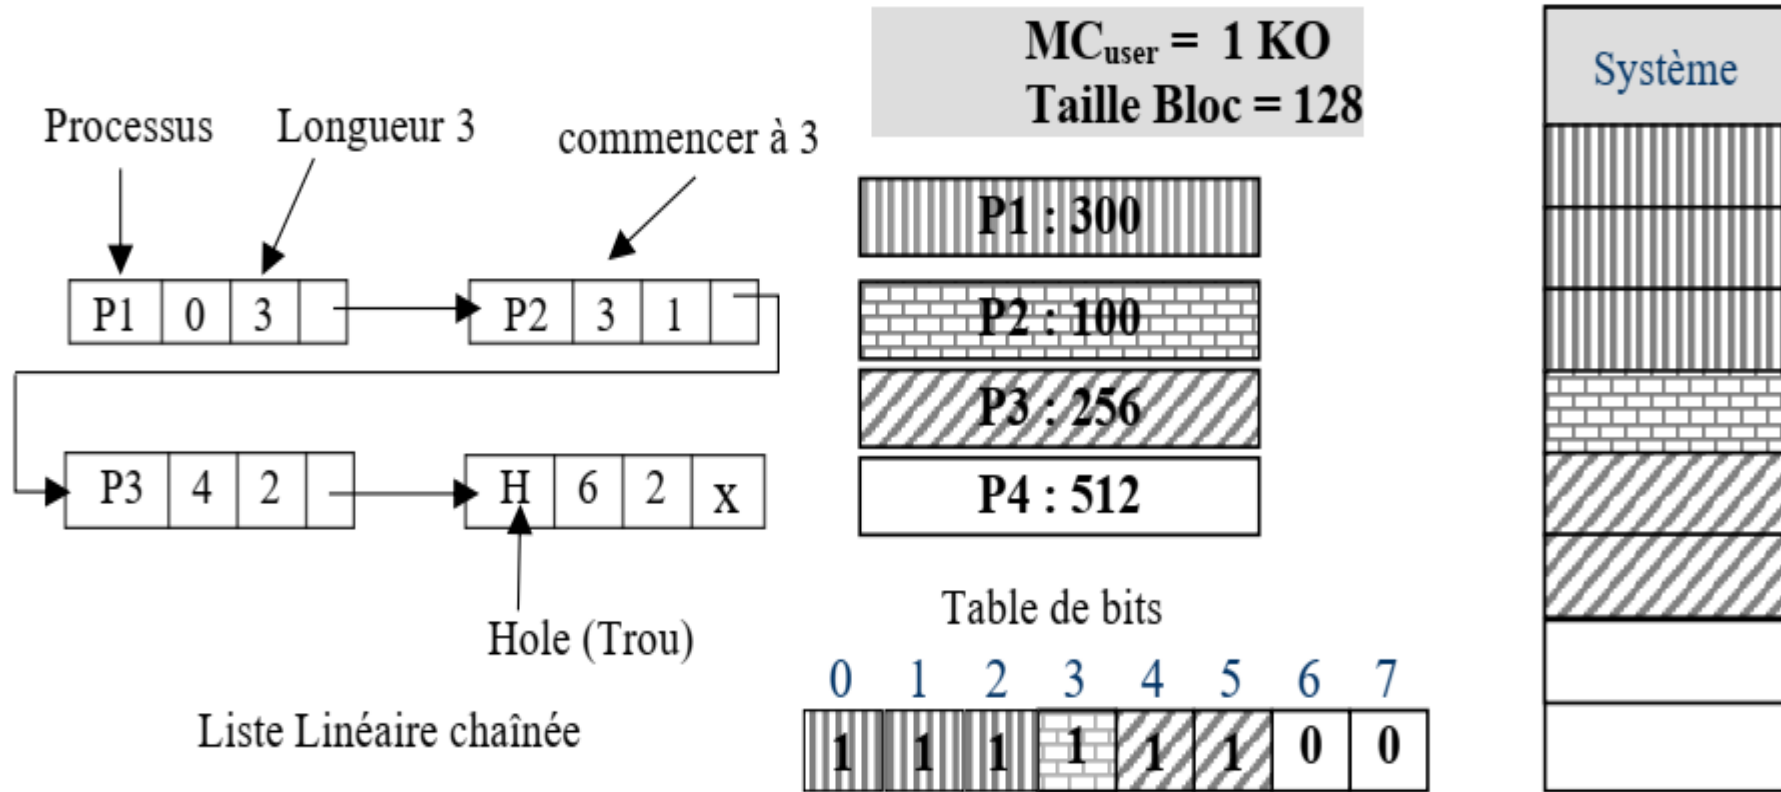 MCuser = 1 KO
Taille Bloc = 128
Système
Processus
Longueur 3
commencer à 3
P1 0 3
P2 3 1
P3 4 2
H 6 2 x
Hole (Trou)
Liste Linéaire chaînée
P1 : 300
P2 : 100
P3 : 256
P4 : 512
Table de bits
0 1 2 3 4 5 6 7
1 1 1 1 1 1 0 0